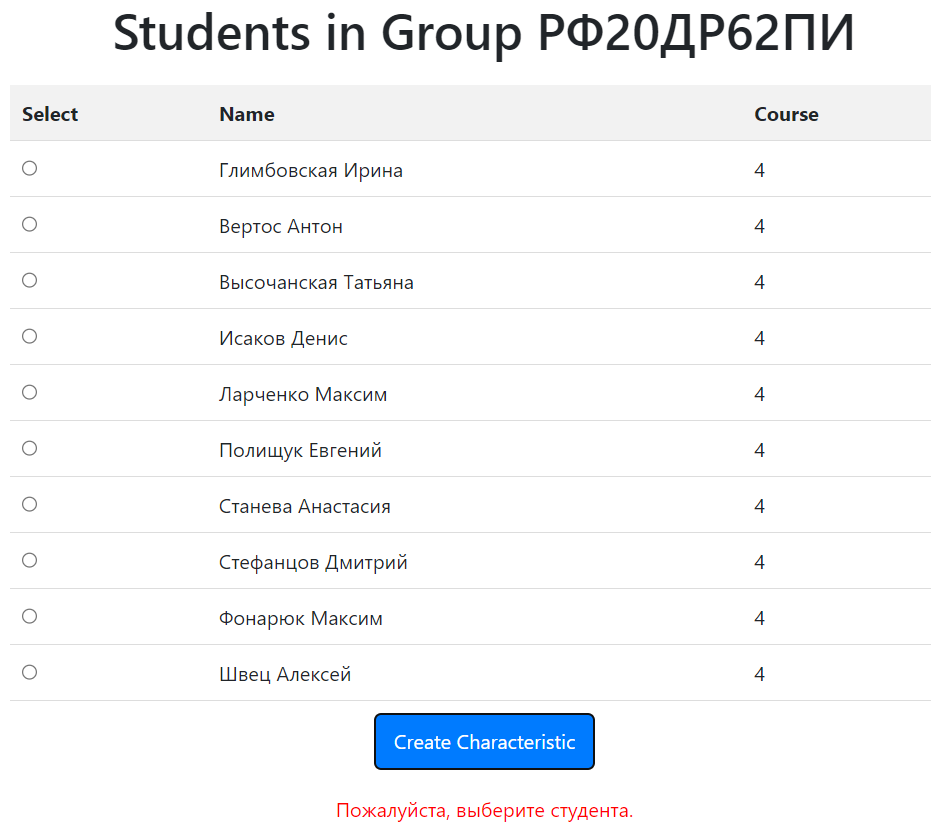 Students in Group РФ20ДР62ПИ
Select Name Course
Глимбовская Ирина 4
Вертос Антон 4
Высочанская Татьяна 4
Исаков Денис 4
Ларченко Максим 4
Полищук Евгений 4
Станева Анастасия 4
Стефанцов Дмитрий 4
Фонарюк Максим 4
Швец Алексей 4
Create Characteristic
Пожалуйста, выберите студента.